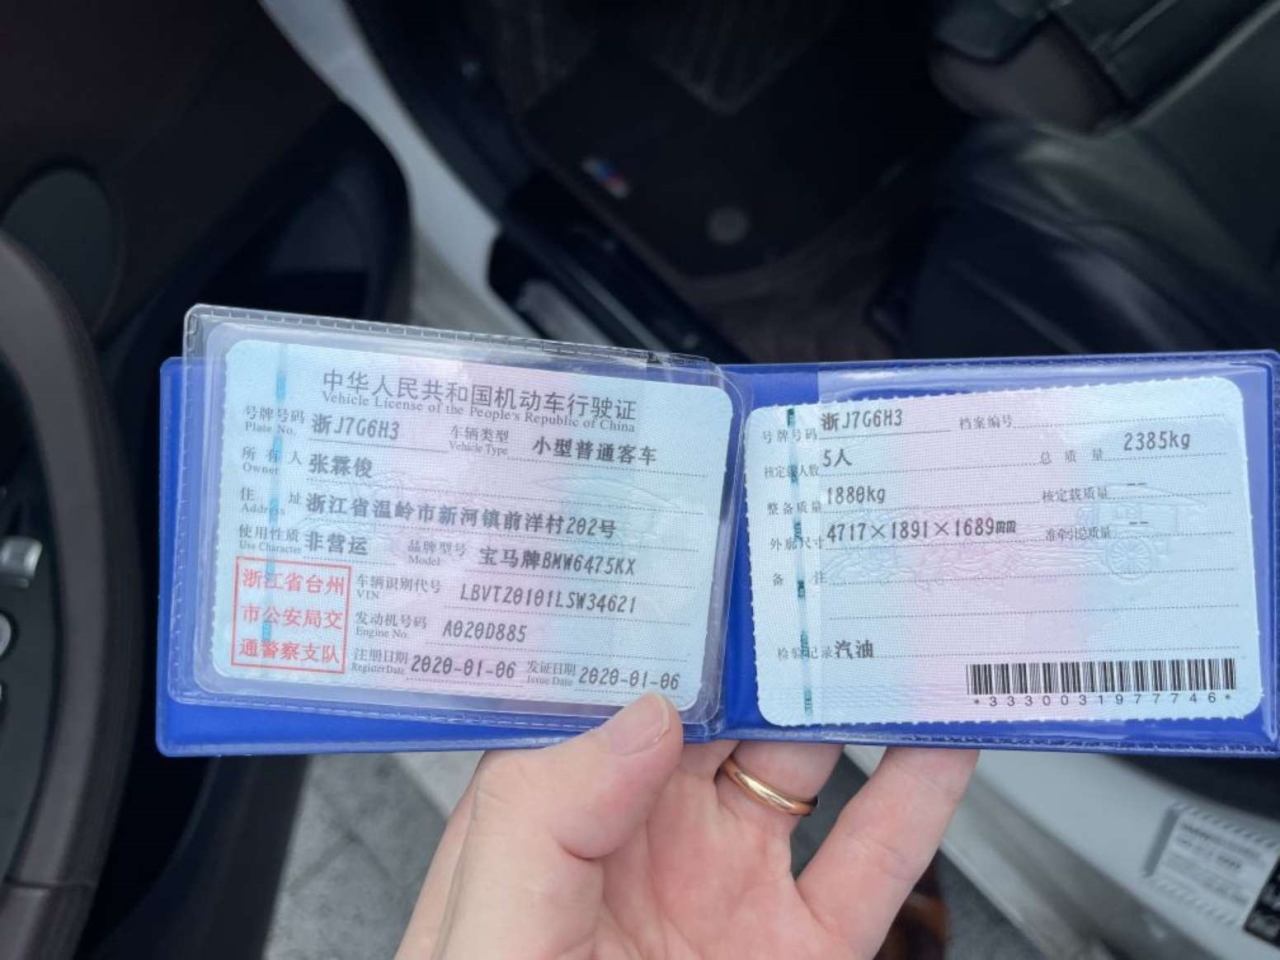 中华人民共和国机动车行驶证
Vehicle License of the People's Republic of China
号牌号码 浙J7G6H3 车辆类型 小型普通客车
Plate No. Vehicle Type
所有人 张霖俊
Owner
住址 浙江省温岭市新河镇前洋村202号
Address
使用性质 非营运 品牌型号 宝马牌BMW6475KX
Use Character Model
浙江省台州
市公安局交
通警察支队
车辆识别代号 LBVTZ0101LSW34621
VIN
发动机号码 A020D885
Engine No.
注册日期 2020-01-06 发证日期 2020-01-06
Register Date Issue Date
号牌号码 浙J7G6H3 档案编号
核定载人数 5人 总质量 2385kg
整备质量 1880kg 核定载质量 --
外廓尺寸 4717×1891×1689mm 准牵引总质量 --
备注
检验记录 汽油
*3330031977746*